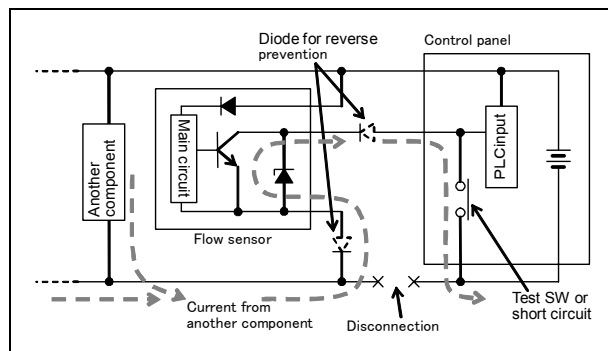 Diode for reverse
prevention
Control panel
Main circuit
PLCinput
Another
component
Flow sensor
Current from
another component
Disconnection
Test SW or
short circuit